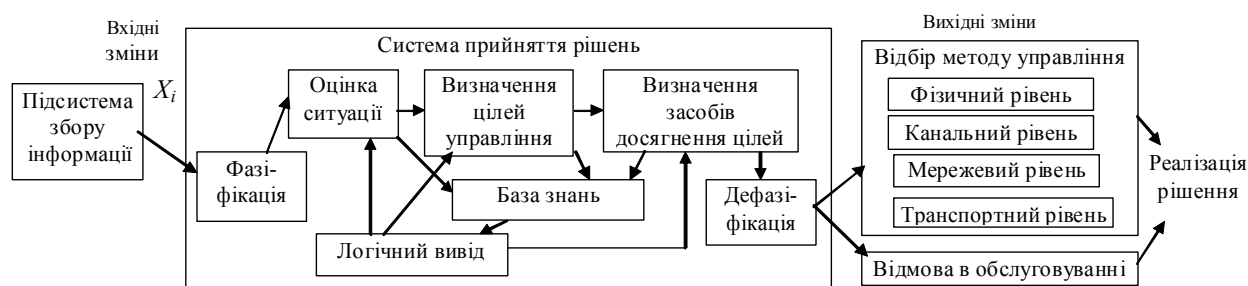 Вхідні
зміни
X_i
Підсистема
збору
інформації
Система прийняття рішень
Фазі-
фікація
Оцінка
ситуації
Визначення
цілей
управління
Визначення
засобів
досягнення цілей
База знань
Логічний вивід
Дефазі-
фікація
Вихідні зміни
Відбір методу управління
Фізичний рівень
Канальний рівень
Мережевий рівень
Транспортний рівень
Відмова в обслуговуванні
Реалізація
рішення